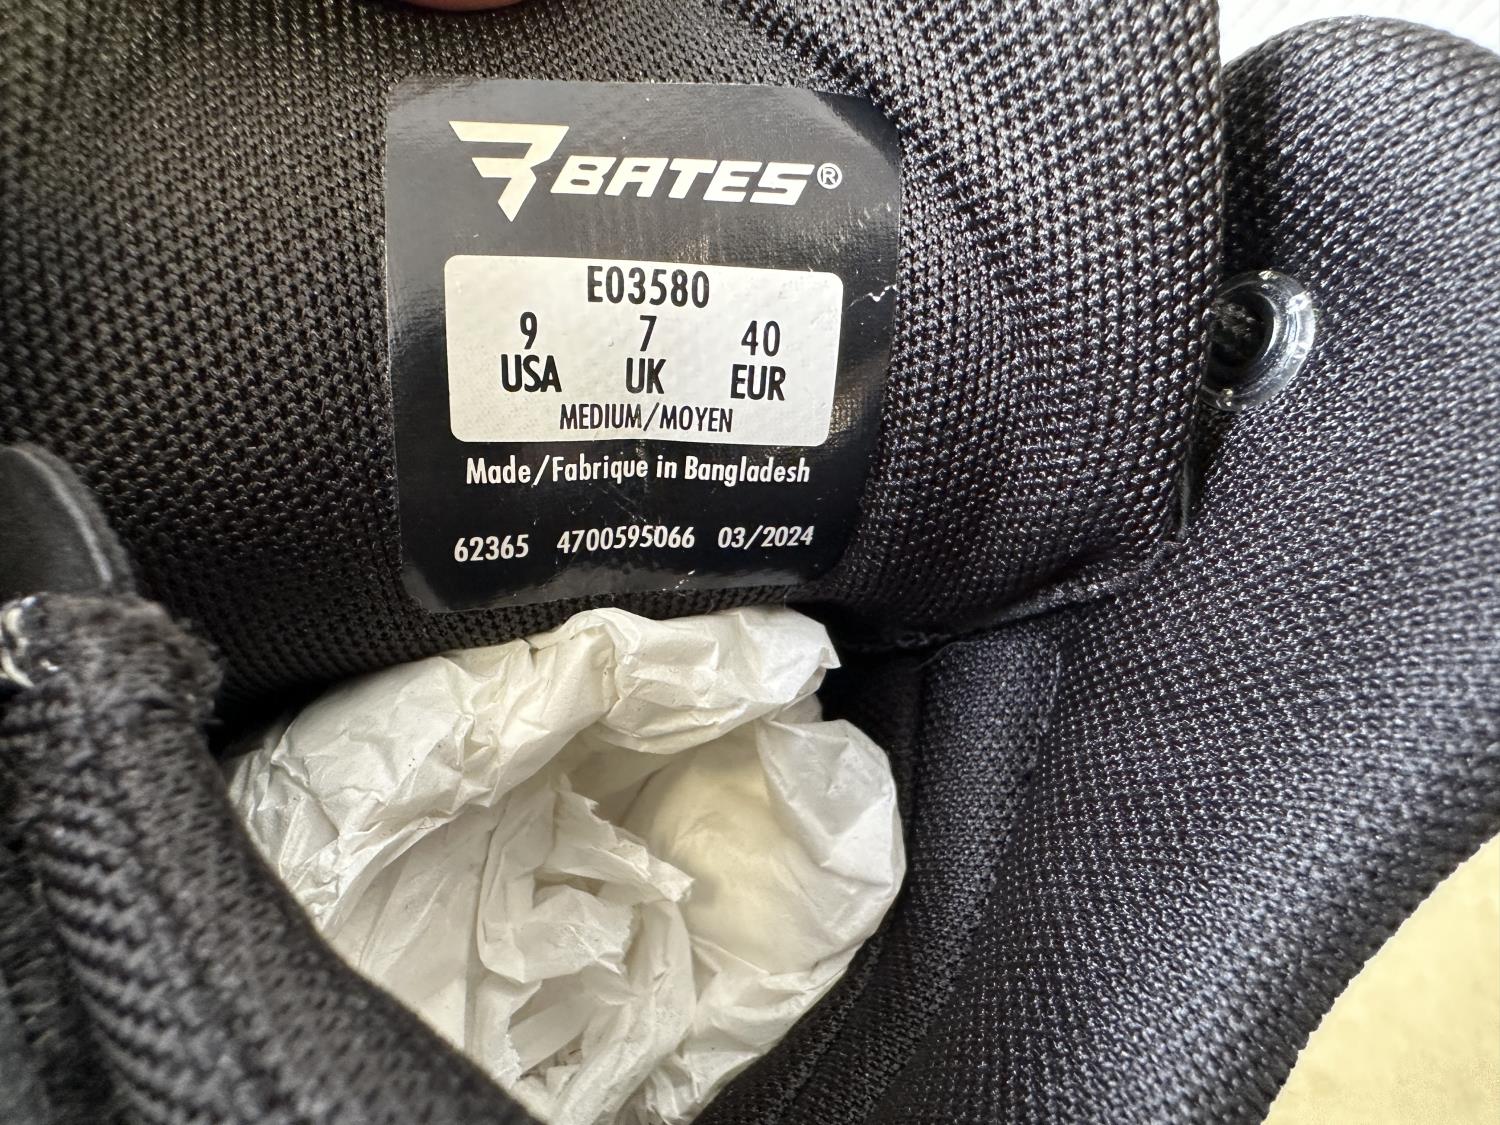 BATES®
E03580
9 7 40
USA UK EUR
MEDIUM/MOYEN
Made/Fabrique in Bangladesh
62365 4700595066 03/2024